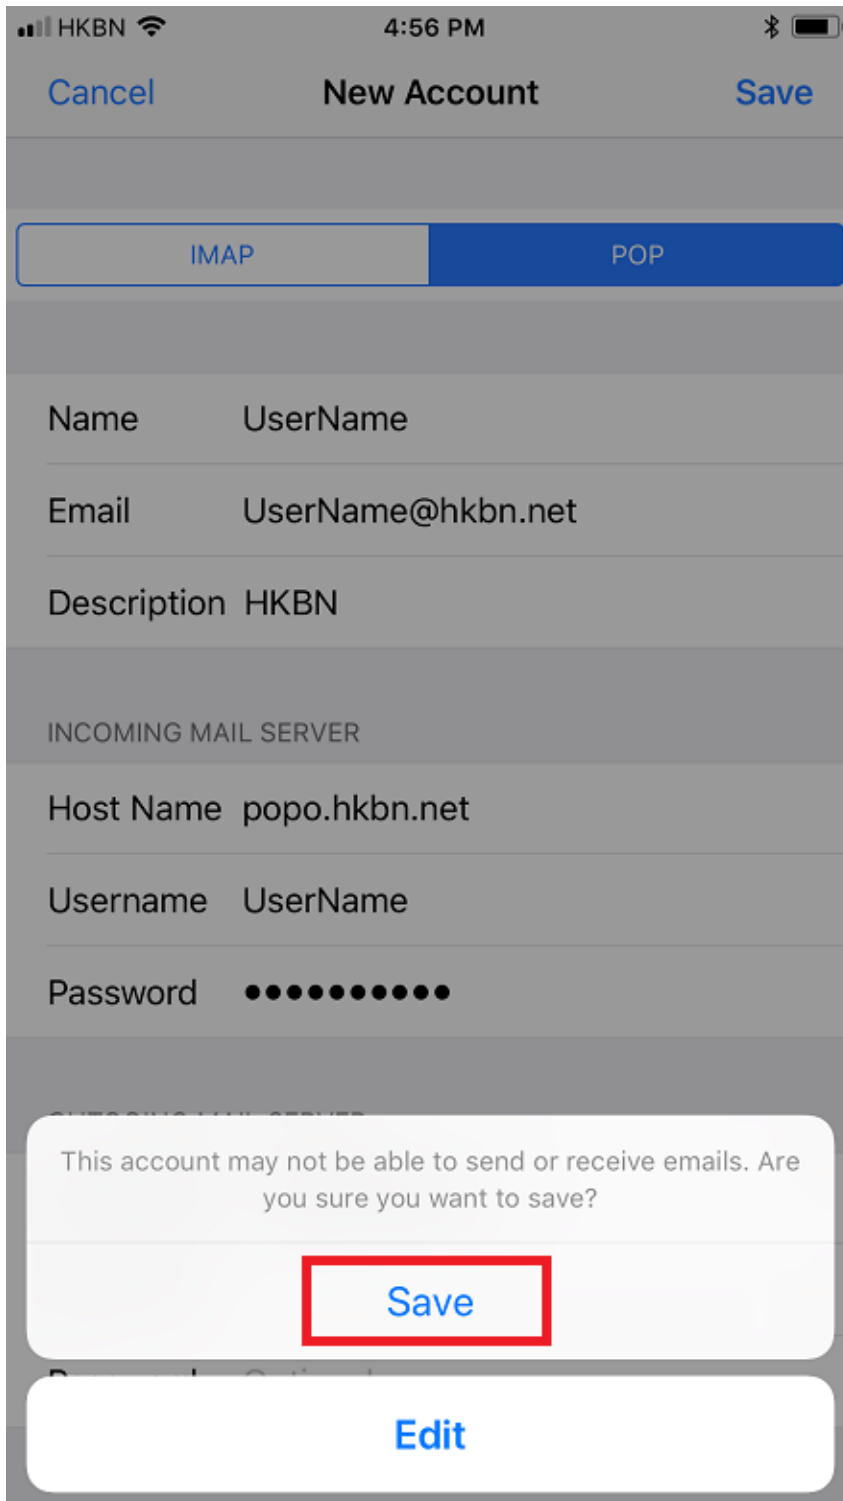 HKBN 4:56 PM
Cancel New Account Save
IMAP POP
Name UserName
Email UserName@hkbn.net
Description HKBN
INCOMING MAIL SERVER
Host Name popo.hkbn.net
Username UserName
Password ●●●●●●●●●●
This account may not be able to send or receive emails. Are
you sure you want to save?
Save
Edit